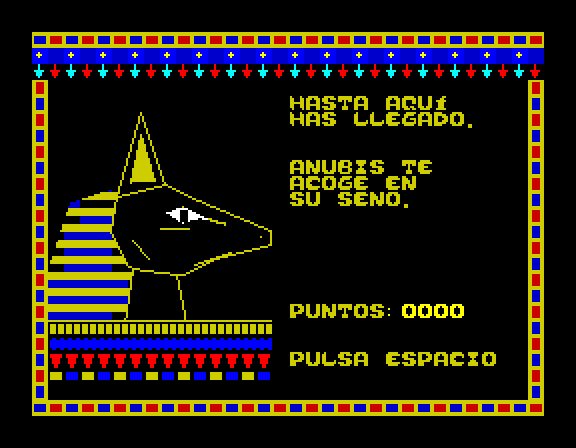 HASTA AQUÍ
HAS LLEGADO.
ANUBIS TE
ACOGE EN
SU SENO.
PUNTOS: 0000
PULSA ESPACIO